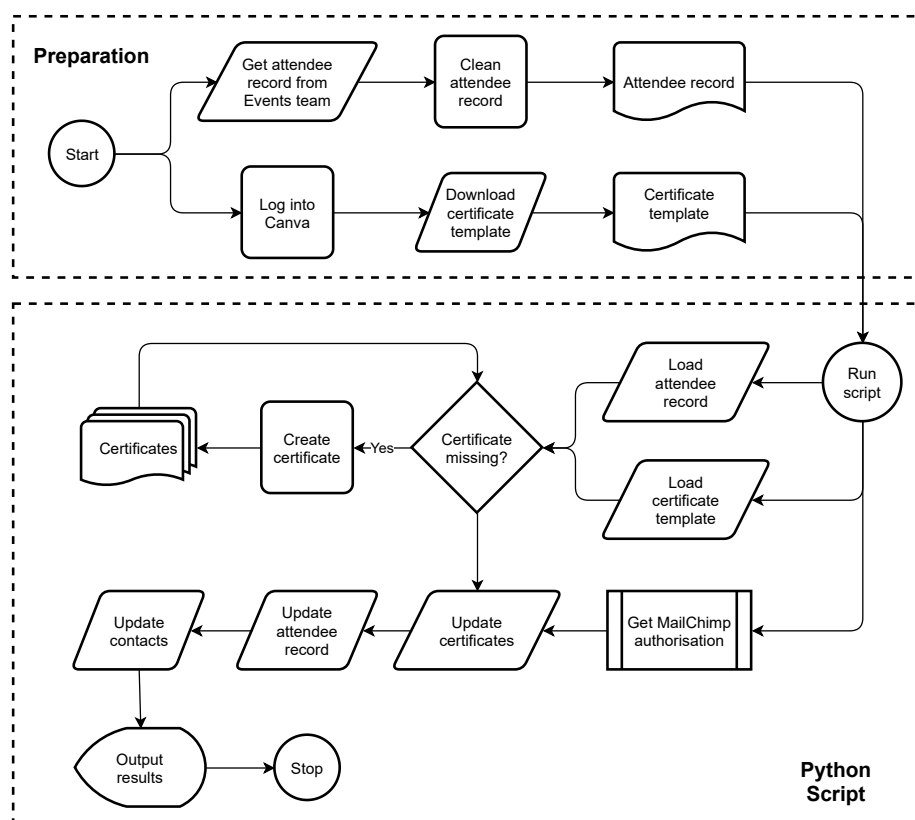 Preparation
Get attendee
record from
Events team
Clean
attendee
record
Attendee record
Start
Log into
Canva
Download
certificate
template
Certificate
template
Load
attendee
record
Run
script
Certificates
Create
certificate
Yes
Certificate
missing?
Load
certificate
template
Update
contacts
Update
attendee
record
Update
certificates
Get MailChimp
authorisation
Output
results
Stop
Python
Script